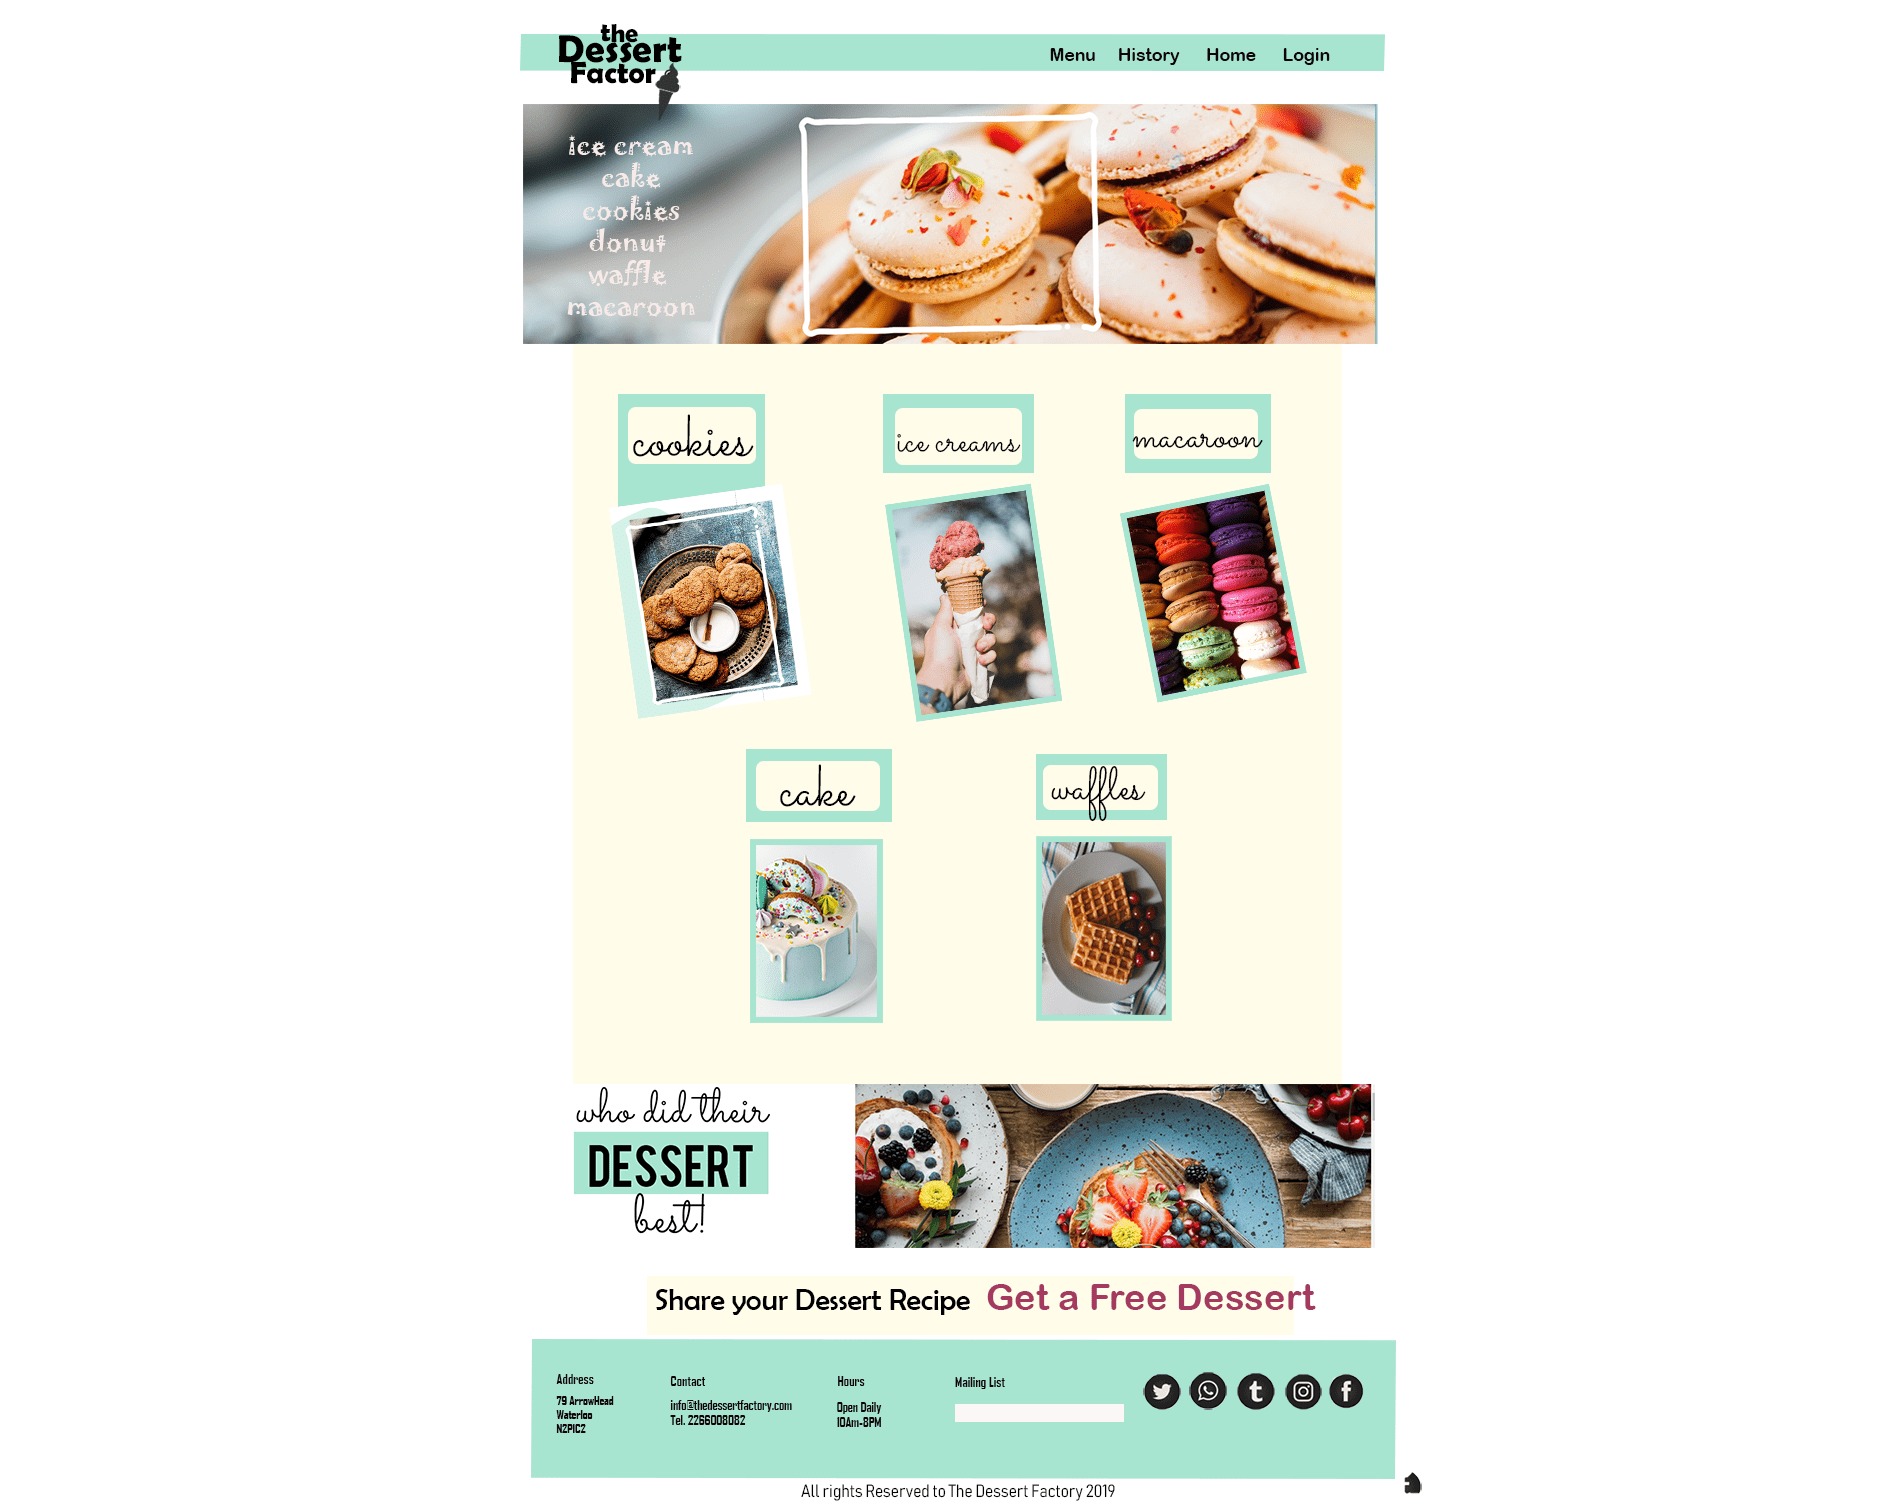 the
Dessert
Factor
Menu History Home Login
ice cream
cake
cookies
donut
waffle
macaroon
cookies
ice creams
macaroon
cake
waffles
who did their
DESSERT
best!
Share your Dessert Recipe Get a Free Dessert
Address
79 ArrowHead
Waterloo
N2P1C2
Contact
info@thedessertfactory.com
Tel. 2266008082
Hours
Open Daily
10Am-8PM
Mailing List
All rights Reserved to The Dessert Factory 2019